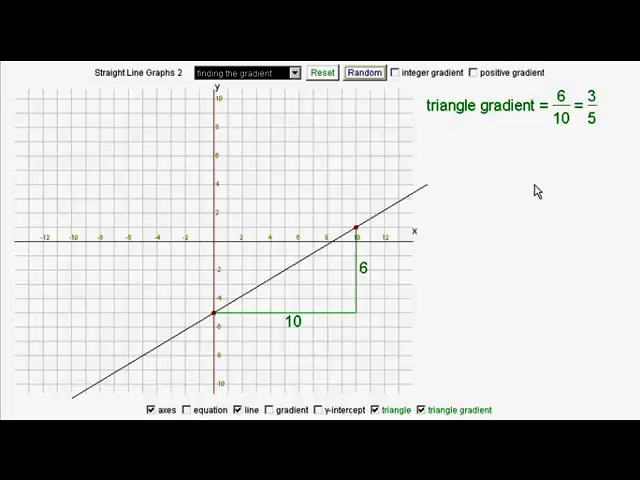 Straight Line Graphs 2 finding the gradient Reset Random integer gradient positive gradient
triangle gradient = 6/10 = 3/5
y
10
8
6
4
2
x
-12 -10 -8 -6 -4 -2 2 4 6 8 10 12
-2
6
-4
10
-6
-8
-10
axes equation line gradient y-intercept triangle triangle gradient